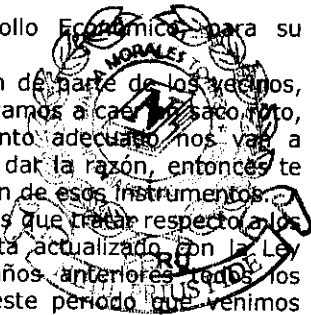 ollo Económico, para su
MORALES
n de parte de los vecinos,
ramos a caer en saco roto,
nto adecuado nos van a
dar la razón, entonces te
n de esos instrumentos.
s que tratar respecto a los
tá actualizado con la Ley
ños anteriores todos los
este periodo que venimos